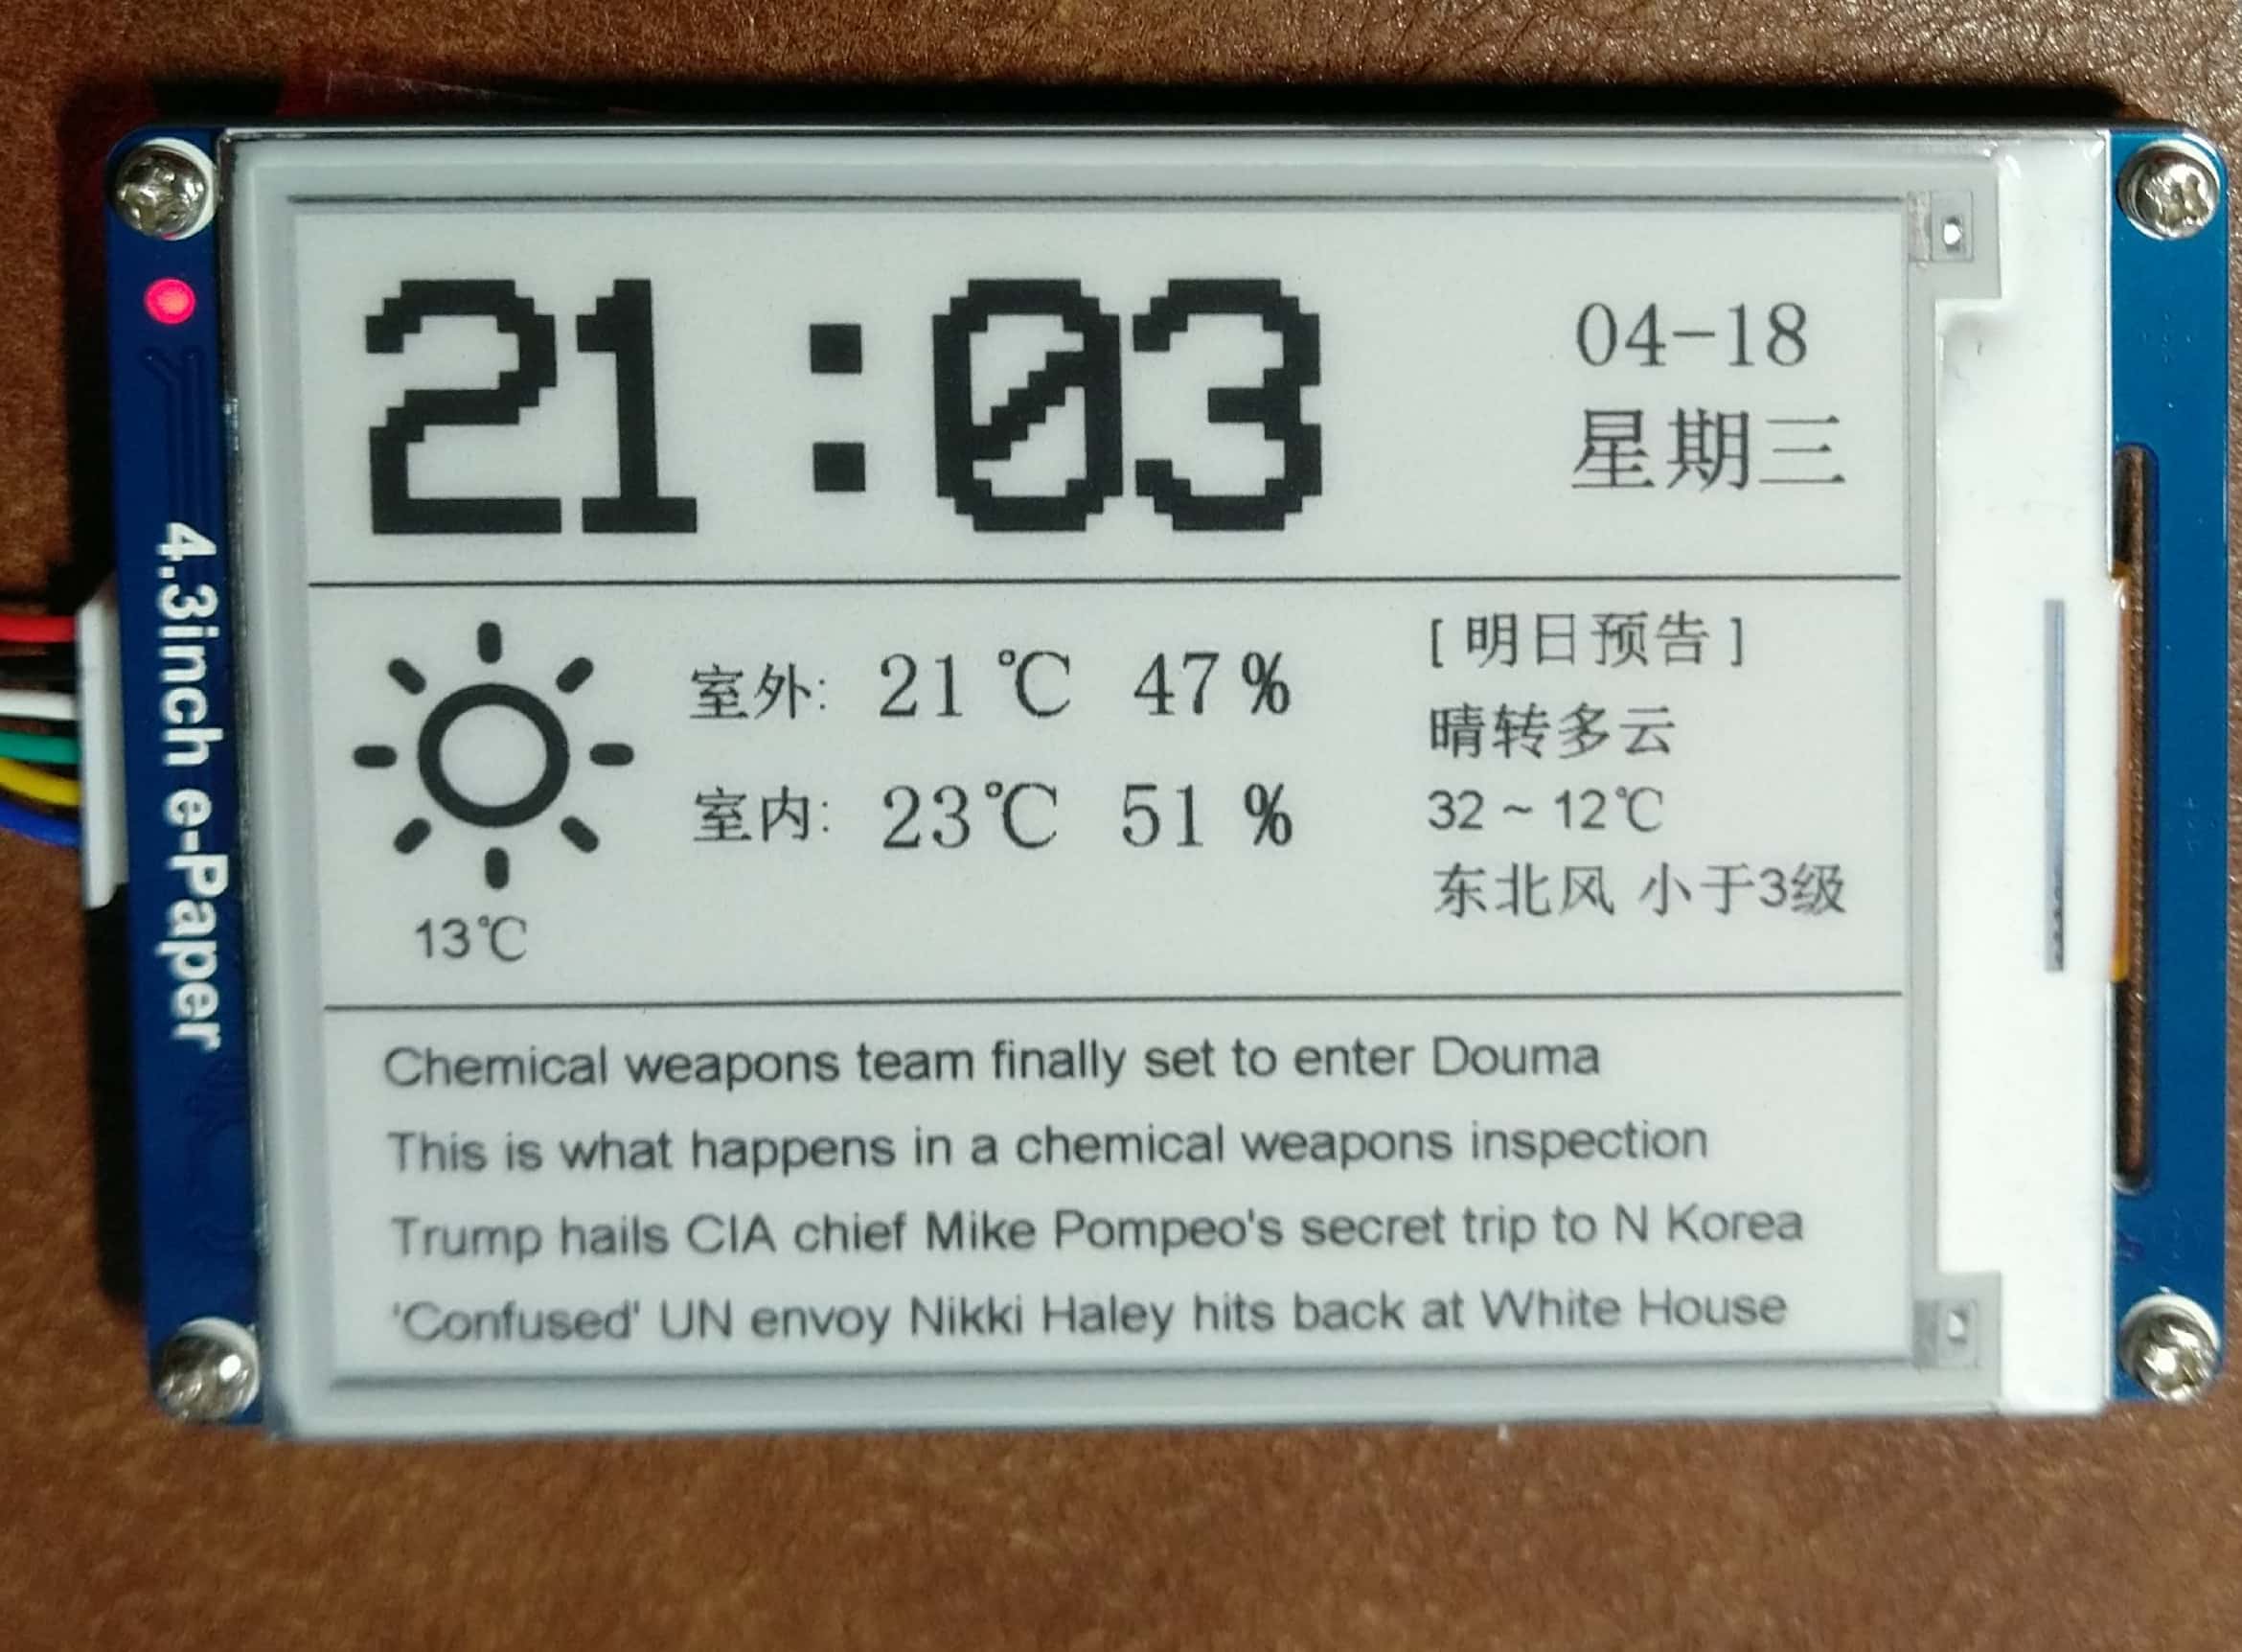 21:03
04-18
星期三
室外: 21℃ 47%
室内: 23℃ 51%
13℃
[明日预告]
晴转多云
32 ~ 12℃
东北风 小于3级
Chemical weapons team finally set to enter Douma
This is what happens in a chemical weapons inspection
Trump hails CIA chief Mike Pompeo's secret trip to N Korea
'Confused' UN envoy Nikki Haley hits back at White House
4.3inch e-Paper